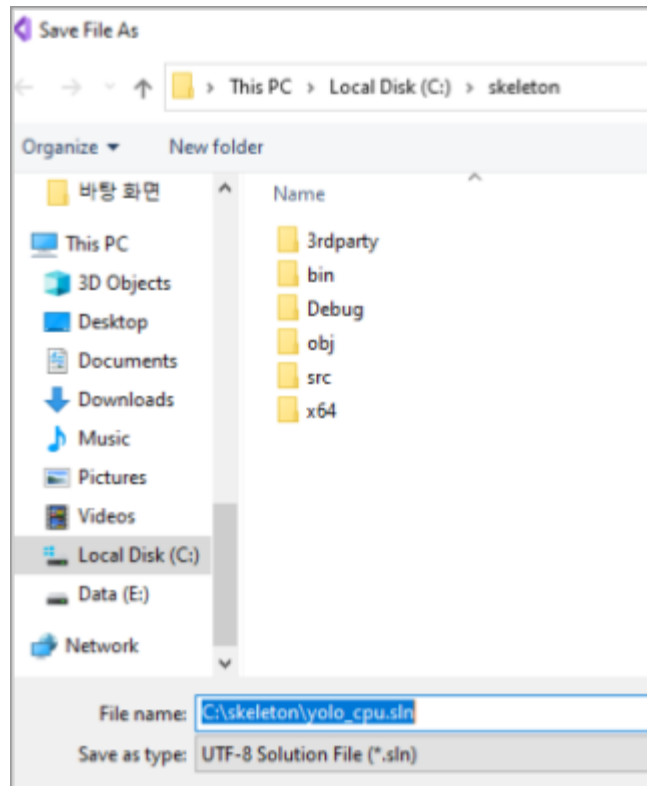 Save File As
This PC > Local Disk (C:) > skeleton
Organize
New folder
바탕 화면
This PC
3D Objects
Desktop
Documents
Downloads
Music
Pictures
Videos
Local Disk (C:)
Data (E:)
Network
Name
3rdparty
bin
Debug
obj
src
x64
File name: C:\skeleton\yolo_cpu.sln
Save as type: UTF-8 Solution File (*.sln)